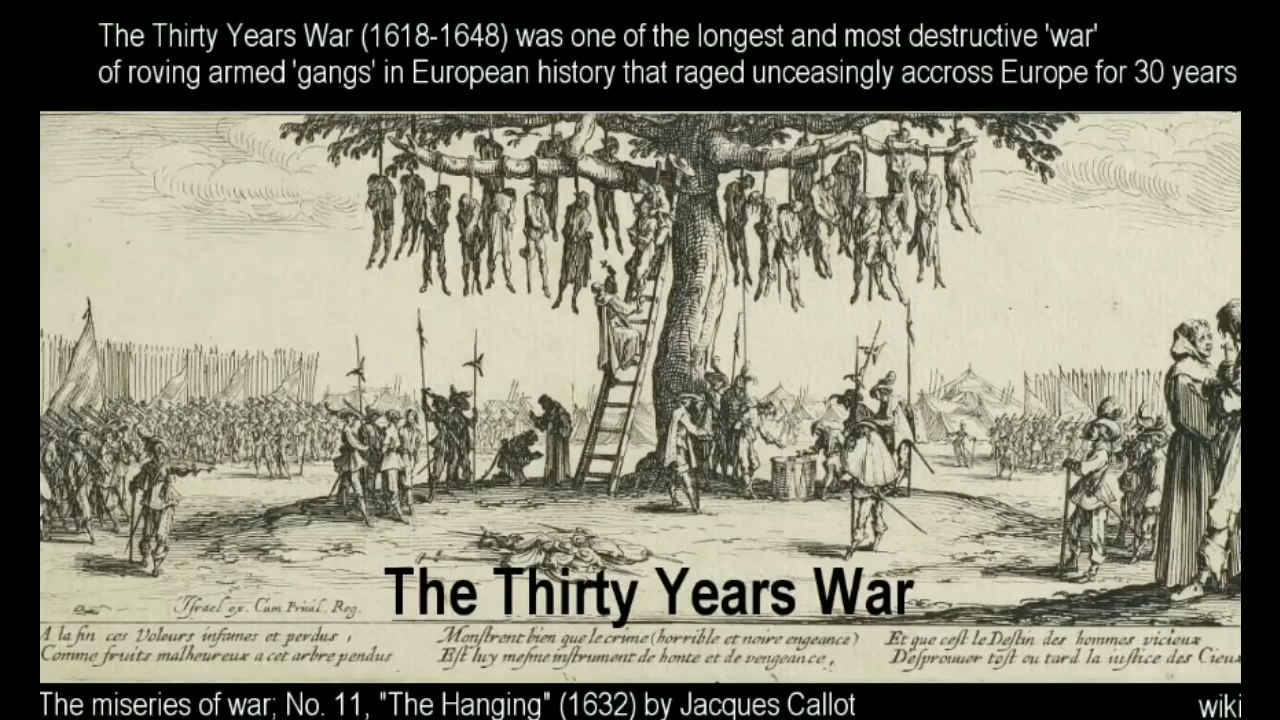 The Thirty Years War (1618-1648) was one of the longest and most destructive 'war'
of roving armed 'gangs' in European history that raged unceasingly accross Europe for 30 years
The Thirty Years War
Israel ex. Cum Priuil. Reg.
A la fin ces Voleurs infames et perdus ,
Comme fruits malheureux a cet arbre pendus
Monstrent bien que le crime (horrible et noire engeance)
Est luy mesme instrument de honte et de vengeance ,
Et que cest le Destin des hommes vicieux
Desprouuer tost ou tard la iustice des Cieux
The miseries of war; No. 11, "The Hanging" (1632) by Jacques Callot
wiki